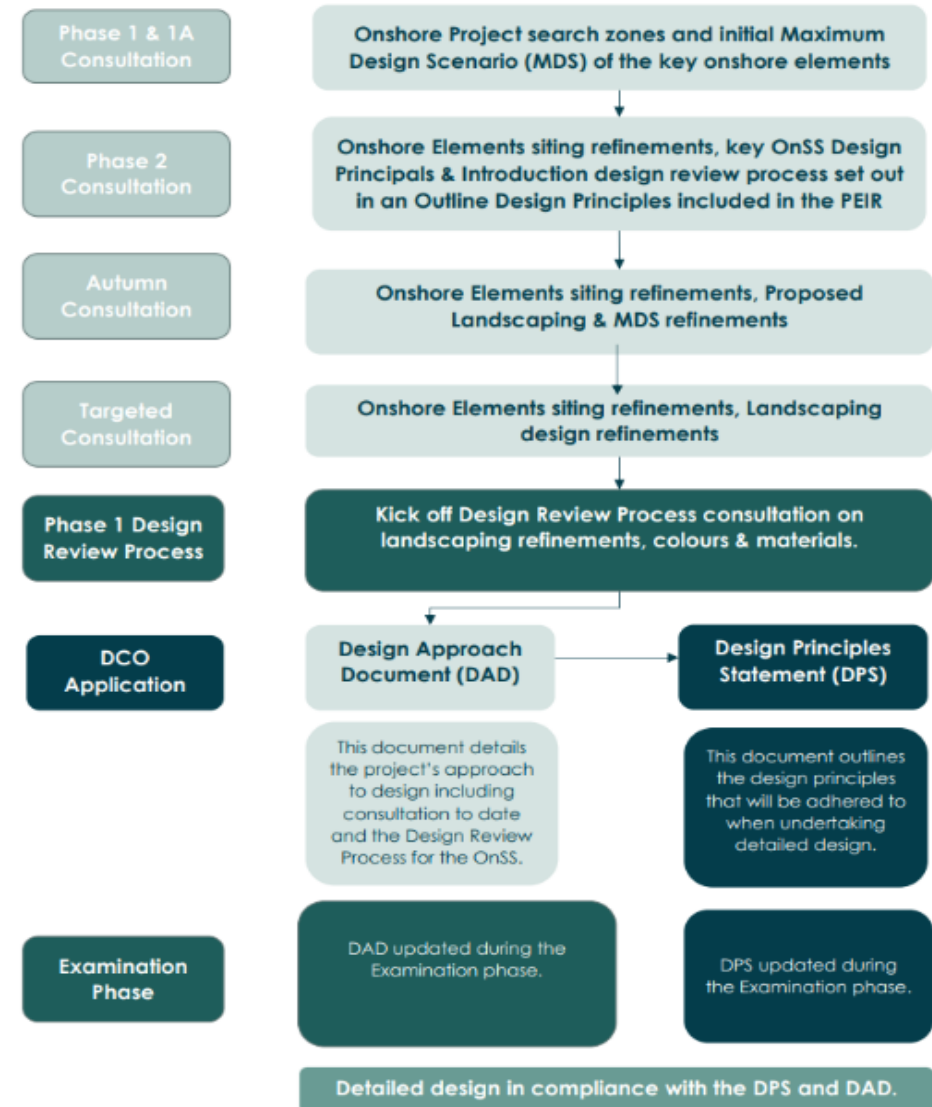 Phase 1 & 1A
Consultation
Onshore Project search zones and initial Maximum
Design Scenario (MDS) of the key onshore elements
Phase 2
Consultation
Onshore Elements siting refinements, key OnSS Design
Principals & Introduction design review process set out
in an Outline Design Principles included in the PEIR
Autumn
Consultation
Onshore Elements siting refinements, Proposed
Landscaping & MDS refinements
Targeted
Consultation
Onshore Elements siting refinements, Landscaping
design refinements
Phase 1 Design
Review Process
Kick off Design Review Process consultation on
landscaping refinements, colours & materials.
DCO
Application
Design Approach
Document (DAD)
Design Principles
Statement (DPS)
This document details
the project's approach
to design including
consultation to date
and the Design Review
Process for the OnSS.
This document outlines
the design principles
that will be adhered to
when undertaking
detailed design.
Examination
Phase
DAD updated during the
Examination phase.
DPS updated during
the Examination phase.
Detailed design in compliance with the DPS and DAD.